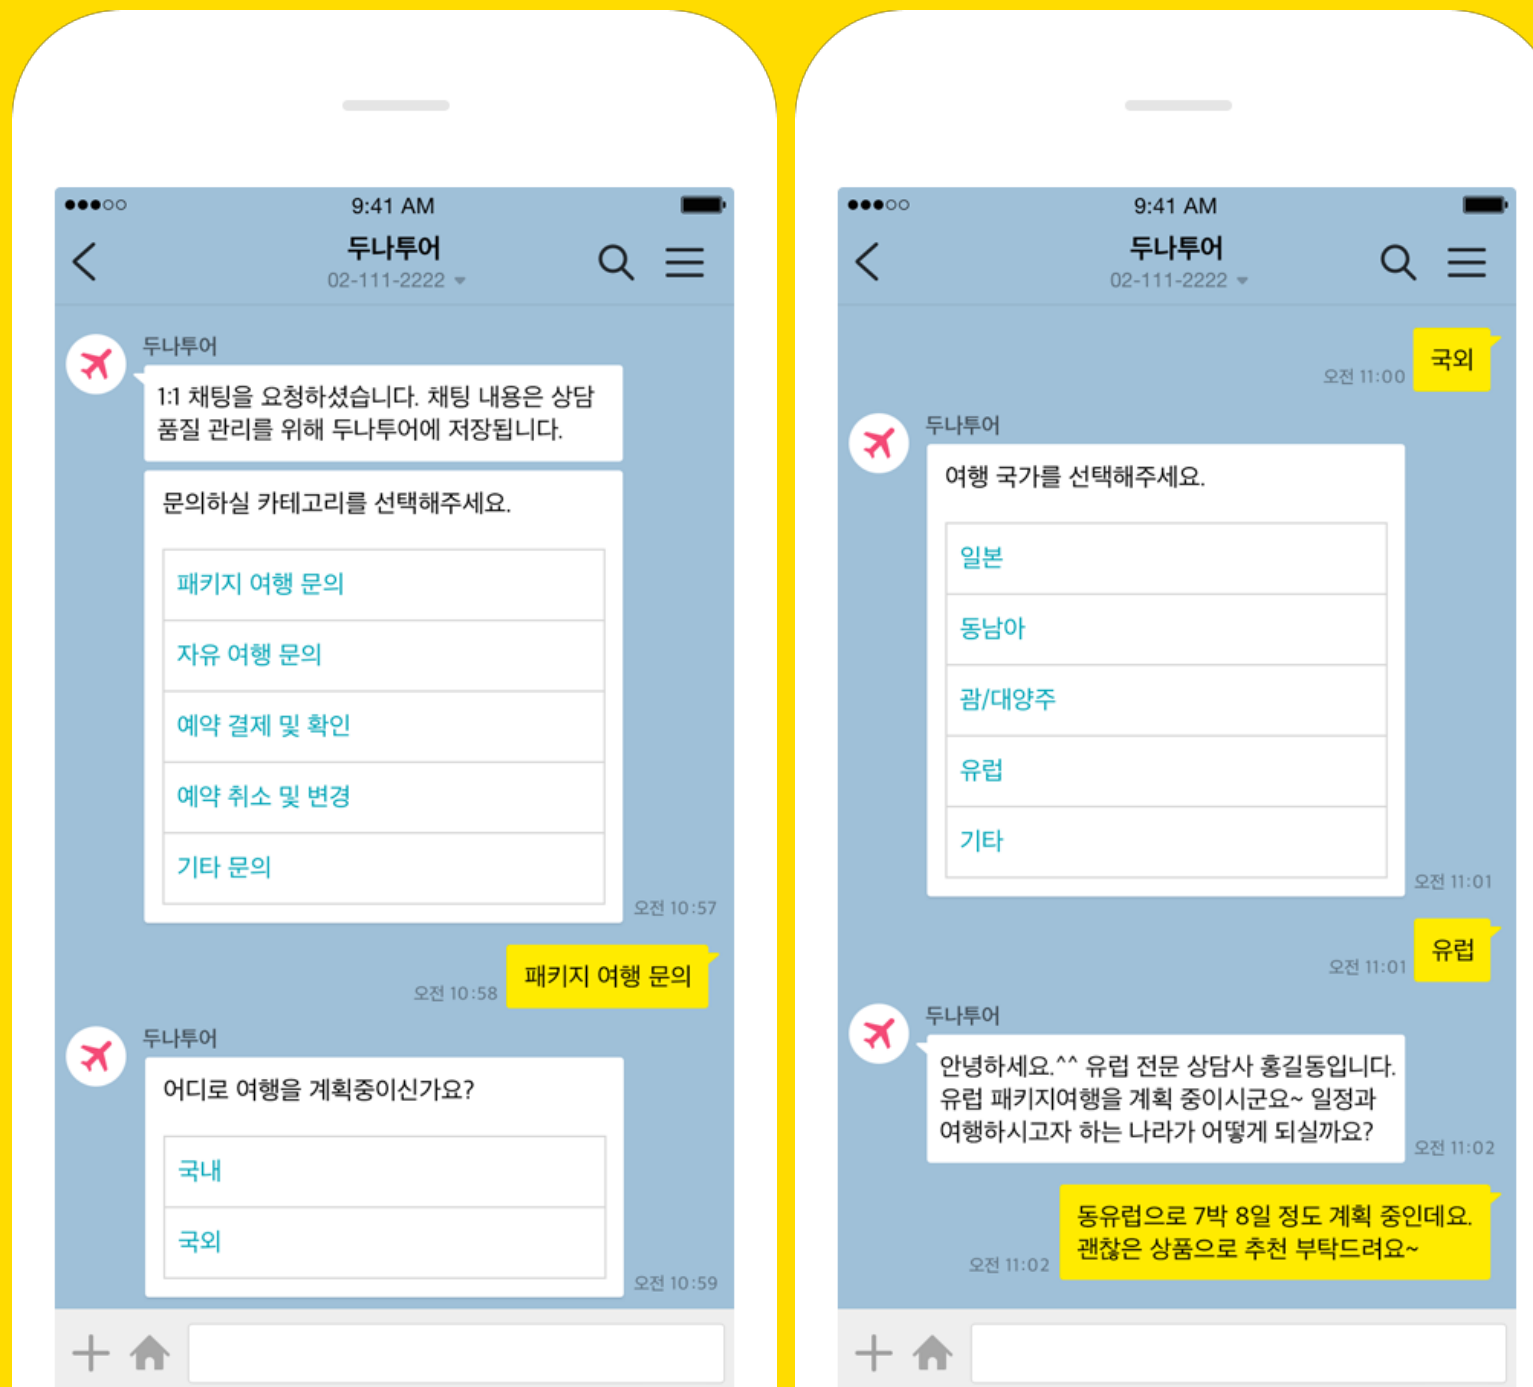 9:41 AM
두나투어
02-111-2222
두나투어
1:1 채팅을 요청하셨습니다. 채팅 내용은 상담
품질 관리를 위해 두나투어에 저장됩니다.
문의하실 카테고리를 선택해주세요.
패키지 여행 문의
자유 여행 문의
예약 결제 및 확인
예약 취소 및 변경
기타 문의
오전 10:57
패키지 여행 문의
오전 10:58
두나투어
어디로 여행을 계획중이신가요?
국내
국외
오전 10:59
9:41 AM
두나투어
02-111-2222
국외
오전 11:00
두나투어
여행 국가를 선택해주세요.
일본
동남아
괌/대양주
유럽
기타
오전 11:01
유럽
오전 11:01
두나투어
안녕하세요.^^ 유럽 전문 상담사 홍길동입니다.
유럽 패키지여행을 계획 중이시군요~ 일정과
여행하시고자 하는 나라가 어떻게 되실까요?
오전 11:02
동유럽으로 7박 8일 정도 계획 중인데요.
괜찮은 상품으로 추천 부탁드려요~
오전 11:02